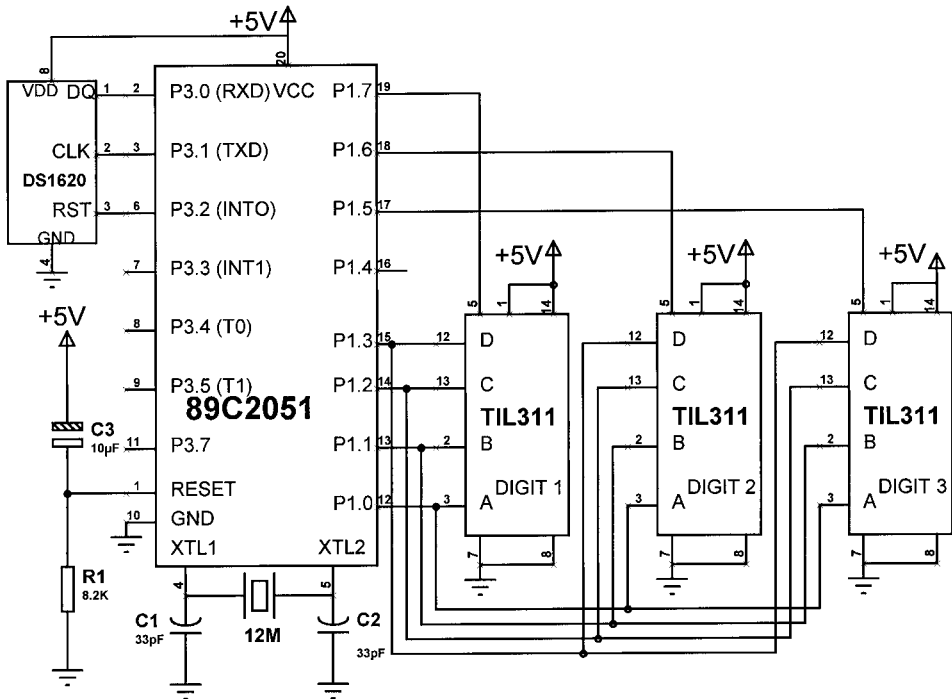 +5V
20
8
VDD DQ 1 2 P3.0 (RXD) VCC P1.7 19
CLK 2 3 P3.1 (TXD) P1.6 18
DS1620
RST 3 6 P3.2 (INTO) P1.5 17
GND
4
7 P3.3 (INT1) P1.4 16
+5V +5V +5V
5 1 14 5 1 14 5 1 14
+5V
8 P3.4 (T0) P1.3 15
12 D 12 D 12 D
9 P3.5 (T1) P1.2 14
13 C 13 C 13 C
89C2051
TIL311 TIL311 TIL311
C3
10µF
11 P3.7 P1.1 13
2 B 2 B 2 B
1 RESET P1.0 12
3 A 3 A 3 A
DIGIT 1 DIGIT 2 DIGIT 3
10 GND
XTL1 XTL2
7 8 7 8 7 8
4 5
R1
8.2K
C1
33pF
12M
C2
33pF